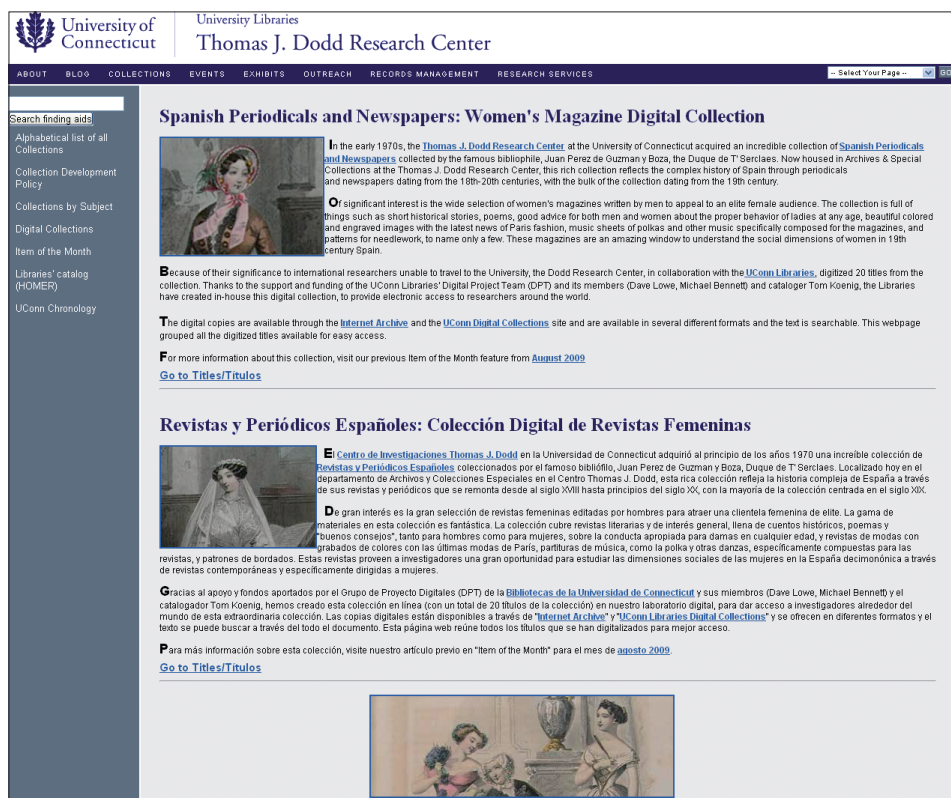 University of
Connecticut
University Libraries
Thomas J. Dodd Research Center
ABOUT BLOG COLLECTIONS EVENTS EXHIBITS OUTREACH RECORDS MANAGEMENT RESEARCH SERVICES
-- Select Your Page --
GO
Search finding aids
Alphabetical list of all
Collections
Collection Development
Policy
Collections by Subject
Digital Collections
Item of the Month
Libraries' catalog
(HOMER)
UConn Chronology
Spanish Periodicals and Newspapers: Women's Magazine Digital Collection
In the early 1970s, the Thomas J. Dodd Research Center at the University of Connecticut acquired an incredible collection of Spanish Periodicals
and Newspapers collected by the famous bibliophile, Juan Perez de Guzman y Boza, the Duque de T'Serclaes. Now housed in Archives & Special
Collections at the Thomas J. Dodd Research Center, this rich collection reflects the complex history of Spain through periodicals
and newspapers dating from the 18th-20th centuries, with the bulk of the collection dating from the 19th century.
Of significant interest is the wide selection of women's magazines written by men to appeal to an elite female audience. The collection is full of
things such as short historical stories, poems, good advice for both men and women about the proper behavior of ladies at any age, beautiful colored
and engraved images with the latest news of Paris fashion, music sheets of polkas and other music specifically composed for the magazines, and
patterns for needlework, to name only a few. These magazines are an amazing window to understand the social dimensions of women in 19th
century Spain.
Because of their significance to international researchers unable to travel to the University, the Dodd Research Center, in collaboration with the UConn Libraries, digitized 20 titles from the
collection. Thanks to the support and funding of the UConn Libraries' Digital Project Team (DPT) and its members (Dave Lowe, Michael Bennett) and cataloger Tom Koenig, the Libraries
have created in-house this digital collection, to provide electronic access to researchers around the world.
The digital copies are available through the Internet Archive and the UConn Digital Collections site and are available in several different formats and the text is searchable. This webpage
grouped all the digitized titles available for easy access.
For more information about this collection, visit our previous Item of the Month feature from August 2009
Go to Titles/Títulos
Revistas y Periódicos Españoles: Colección Digital de Revistas Femeninas
El Centro de Investigaciones Thomas J. Dodd en la Universidad de Connecticut adquirió al principio de los años 1970 una increíble colección de
Revistas y Periódicos Españoles coleccionados por el famoso bibliófilo, Juan Perez de Guzman y Boza, Duque de T'Serclaes. Localizado hoy en el
departamento de Archivos y Colecciones Especiales en el Centro Thomas J. Dodd, esta rica colección refleja la historia compleja de España a través
de sus revistas y periódicos que se remonta desde al siglo XVIII hasta principios del siglo XX, con la mayoría de la colección centrada en el siglo XIX.
De gran interés es la gran selección de revistas femeninas editadas por hombres para atraer una clientela femenina de elite. La gama de
materiales en esta colección es fantástica. La colección cubre revistas literarias y de interés general, llena de cuentos históricos, poemas y
"buenos consejos", tanto para hombres como para mujeres, sobre la conducta apropiada para damas en cualquier edad, y revistas de modas con
grabados de colores con las últimas modas de París, partituras de música, como la polka y otras danzas, específicamente compuestas para las
revistas, y patrones de bordados. Estas revistas proveen a investigadores una gran oportunidad para estudiar las dimensiones sociales de las mujeres en la España decimonónica a través
de revistas contemporáneas y específicamente dirigidas a mujeres.
Gracias al apoyo y fondos aportados por el Grupo de Proyecto Digitales (DPT) de la Bibliotecas de la Universidad de Connecticut y sus miembros (Dave Lowe, Michael Bennett) y el
catalogador Tom Koenig, hemos creado esta colección en línea (con un total de 20 títulos de la colección) en nuestro laboratorio digital, para dar acceso a investigadores alrededor del
mundo de esta extraordinaria colección. Las copias digitales están disponibles a través de "Internet Archive" y "UConn Libraries Digital Collections" y se ofrecen en diferentes formatos y el
texto se puede buscar a través del todo el documento. Esta página web reúne todos los títulos que se han digitalizados para mejor acceso.
Para más información sobre esta colección, visite nuestro artículo previo en "Item of the Month" para el mes de agosto 2009.
Go to Titles/Títulos